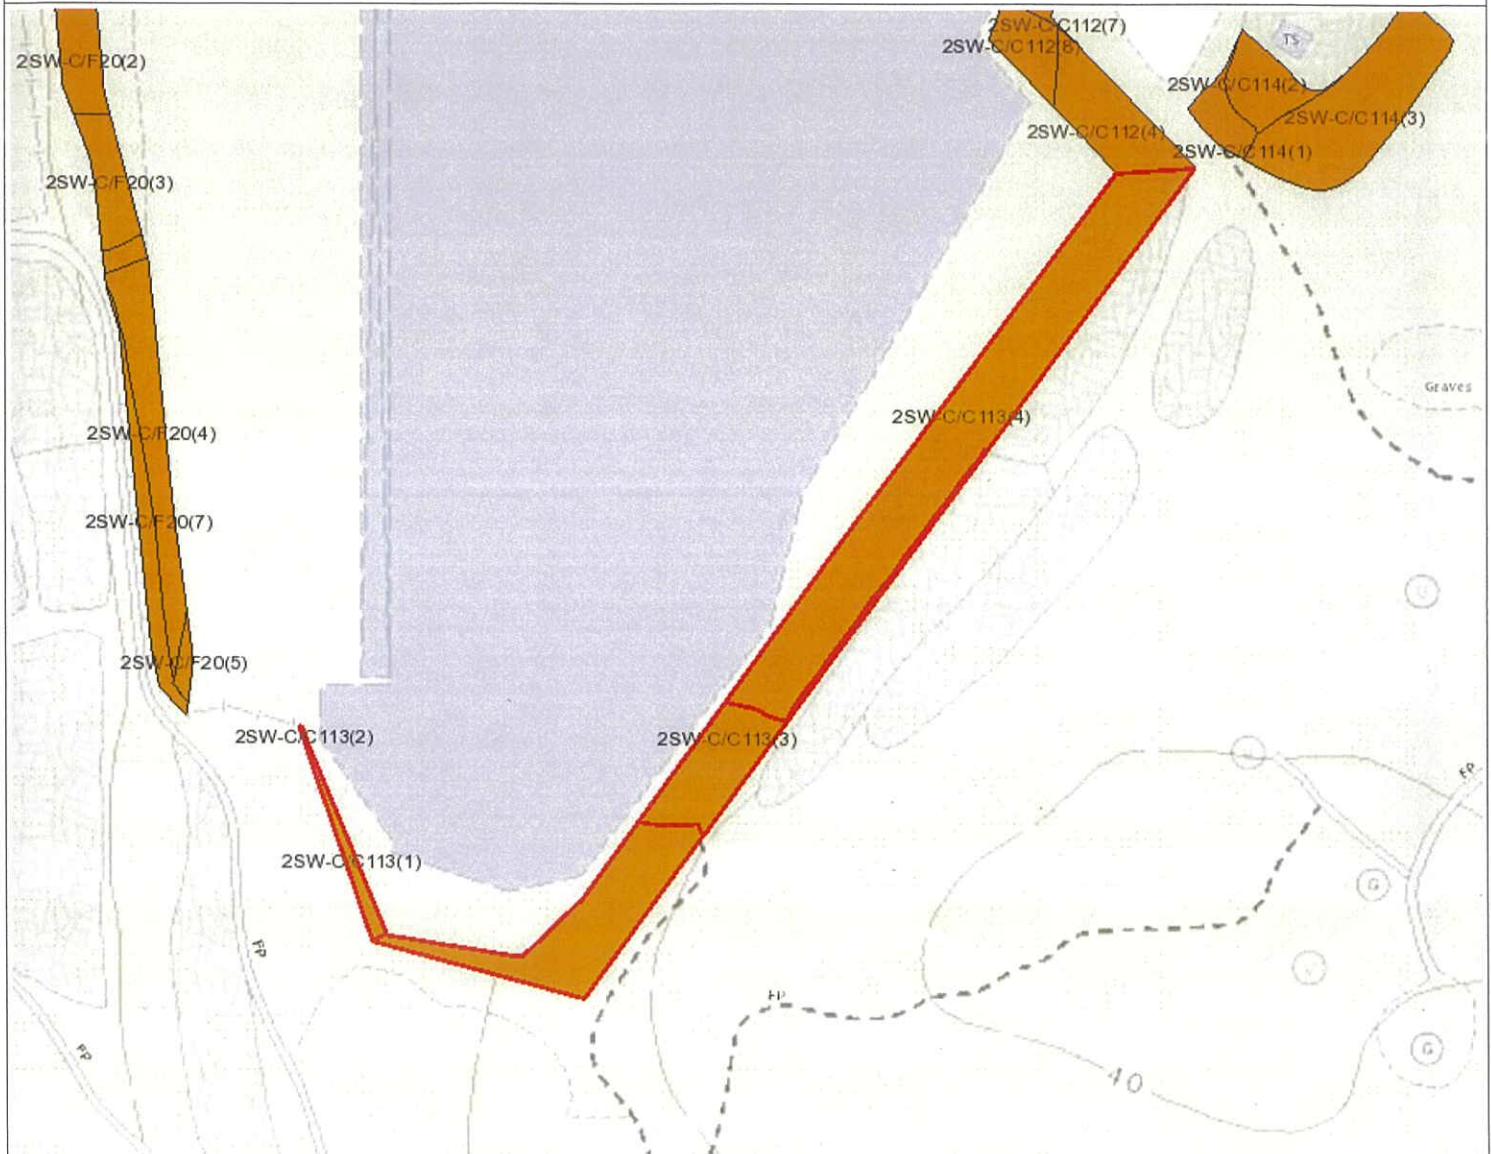 2SW-C/C112(7)
2SW-C/C112(8)
TS
2SW-C/F20(2)
2SW-C/C114(2)
2SW-C/C114(3)
2SW-C/C112(4)
2SW-C/C114(1)
2SW-C/F20(3)
Graves
2SW-C/C113(4)
2SW-C/F20(4)
2SW-C/F20(7)
G
2SW-C/F20(5)
2SW-C/C113(2)
2SW-C/C113(3)
FP
2SW-C/C113(1)
G
FP
FP
FP
G
40